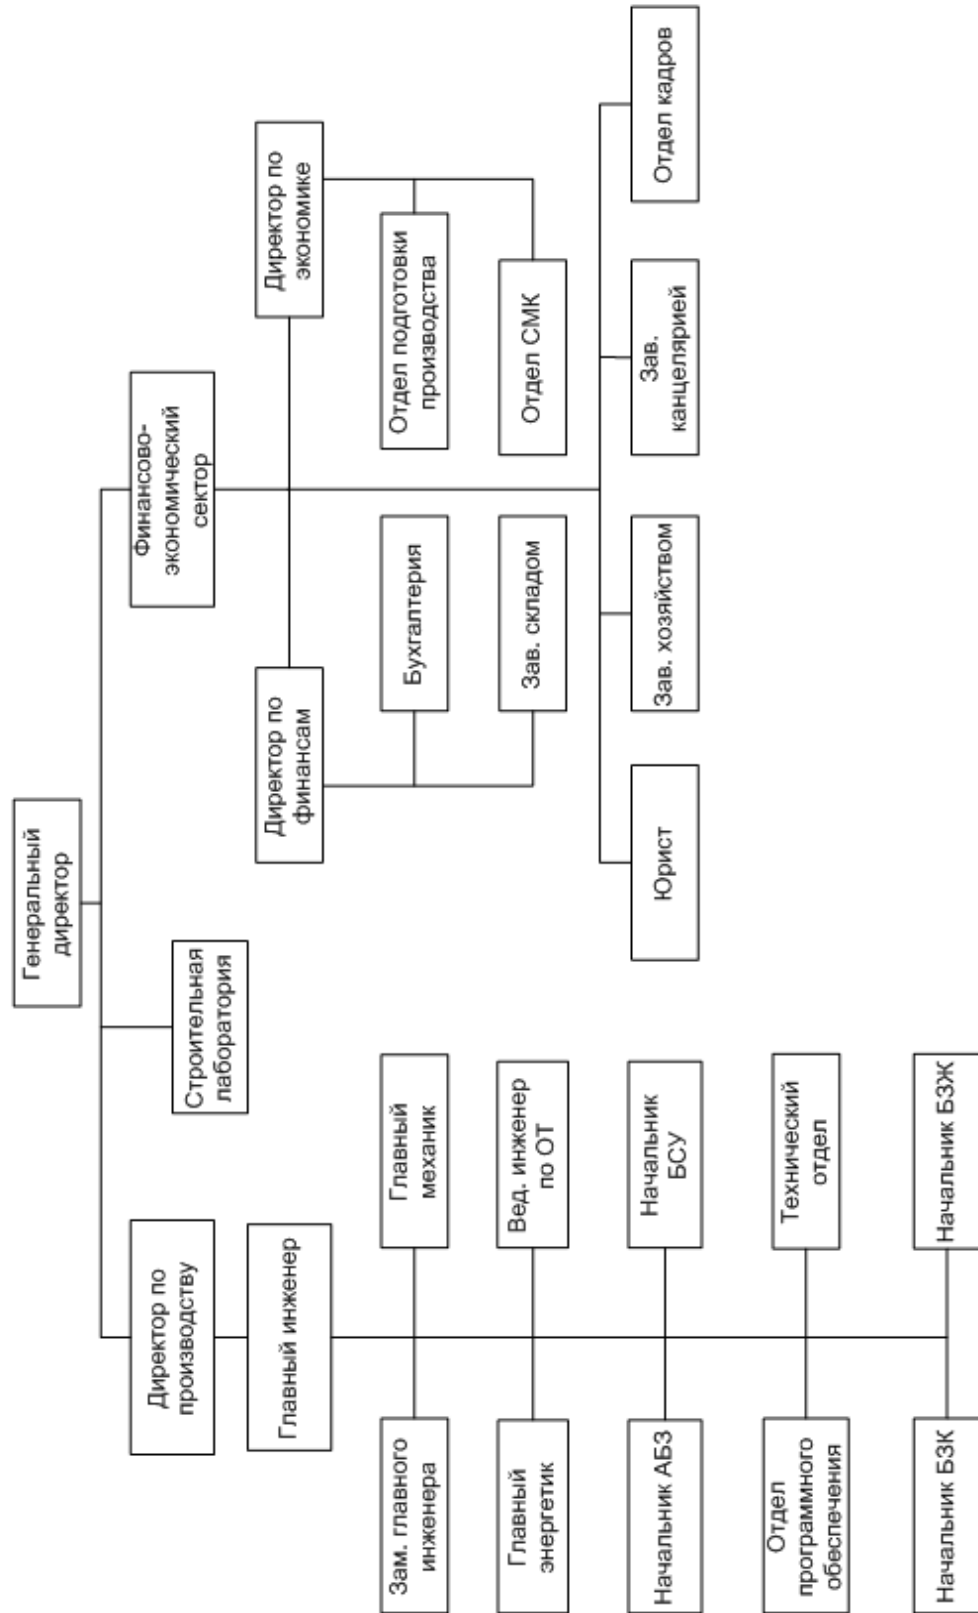 Генеральный
директор
Директор по
производству
Строительная
лаборатория
Финансово-
экономический
сектор
Главный инженер
Директор по
финансам
Директор по
экономике
Зам. главного
инженера
Главный
механик
Бухгалтерия
Отдел подготовки
производства
Главный
энергетик
Вед. инженер
по ОТ
Зав. складом
Отдел СМК
Начальник АБЗ
Начальник
БСУ
Юрист
Зав. хозяйством
Зав.
канцелярией
Отдел кадров
Отдел
программного
обеспечения
Технический
отдел
Начальник БЗК
Начальник БЗЖ